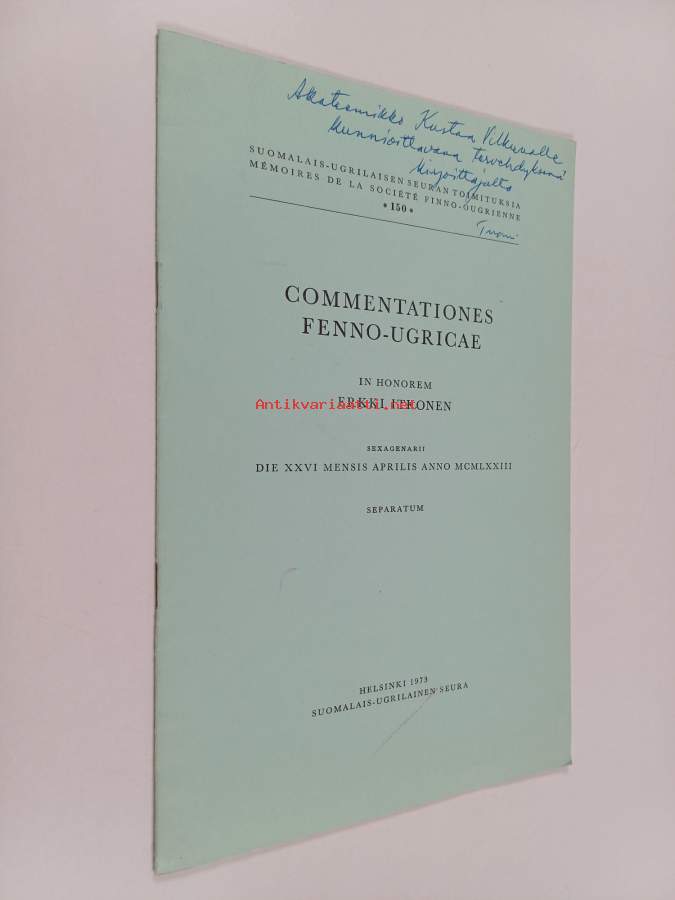 Akateemikko Kustaa Vilkunalle
kunnioittavana tervehdyksenä
kirjoittajalta
Tuomi
SUOMALAIS-UGRILAISEN SEURAN TOIMITUKSIA
MÉMOIRES DE LA SOCIÉTÉ FINNO-OUGRIENNE
* 150 *
COMMENTATIONES
FENNO-UGRICAE
IN HONOREM
ERKKI ITKONEN
Antikvariaatti.net
SEXAGENARII
DIE XXVI MENSIS APRILIS ANNO MCMLXXIII
SEPARATUM
HELSINKI 1973
SUOMALAIS-UGRILAINEN SEURA